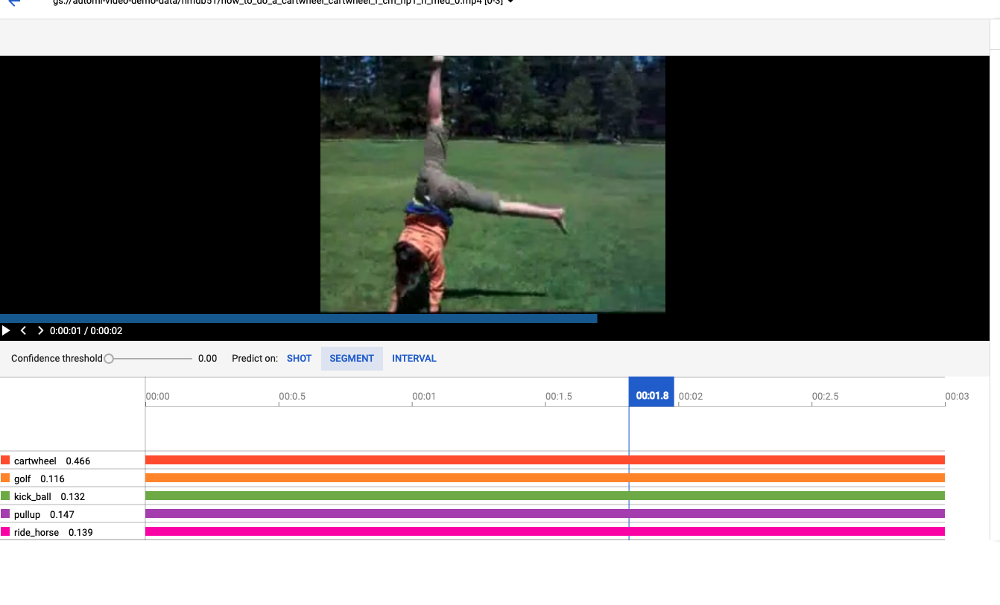 gs://automl-video-demo-data/hmdb51/how_to_do_a_cartwheel_cartwheel_f_cm_np1_ri_med_0.mp4 [0-3]
0:00:01 / 0:00:02
Confidence threshold 0.00 Predict on: SHOT SEGMENT INTERVAL
00:00 00:0.5 00:01 00:1.5 00:01.8 00:02 00:2.5 00:03
cartwheel 0.466
golf 0.116
kick_ball 0.132
pullup 0.147
ride_horse 0.139